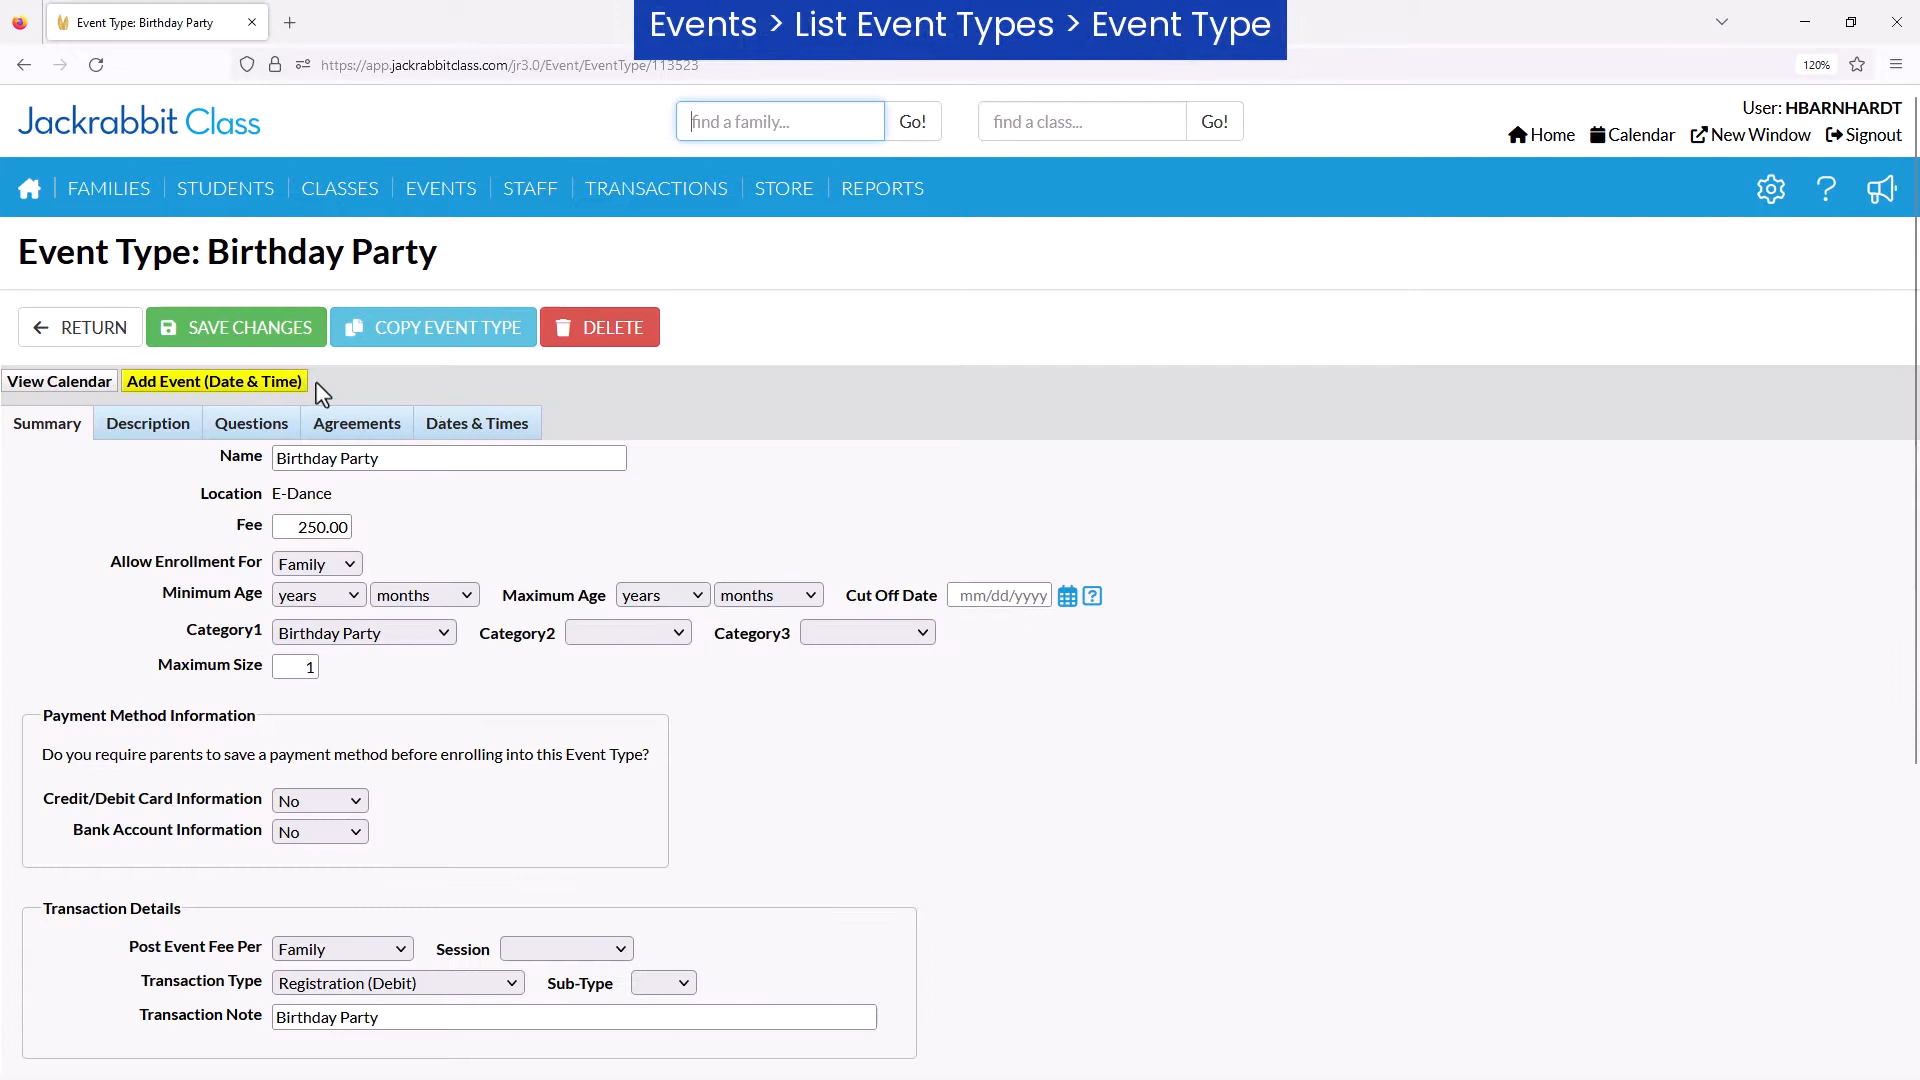 Event Type: Birthday Party
Events > List Event Types > Event Type
https://app.jackrabbitclass.com/jr3.0/Event/EventType/113523
120%
Jackrabbit Class
find a family...
Go!
find a class...
Go!
User: HBARNHARDT
Home
Calendar
New Window
Signout
FAMILIES
STUDENTS
CLASSES
EVENTS
STAFF
TRANSACTIONS
STORE
REPORTS
Event Type: Birthday Party
RETURN
SAVE CHANGES
COPY EVENT TYPE
DELETE
View Calendar
Add Event (Date & Time)
Summary
Description
Questions
Agreements
Dates & Times
Name Birthday Party
Location E-Dance
Fee 250.00
Allow Enrollment For Family
Minimum Age years months Maximum Age years months Cut Off Date mm/dd/yyyy ?
Category1 Birthday Party Category2 Category3
Maximum Size 1
Payment Method Information
Do you require parents to save a payment method before enrolling into this Event Type?
Credit/Debit Card Information No
Bank Account Information No
Transaction Details
Post Event Fee Per Family Session
Transaction Type Registration (Debit) Sub-Type
Transaction Note Birthday Party